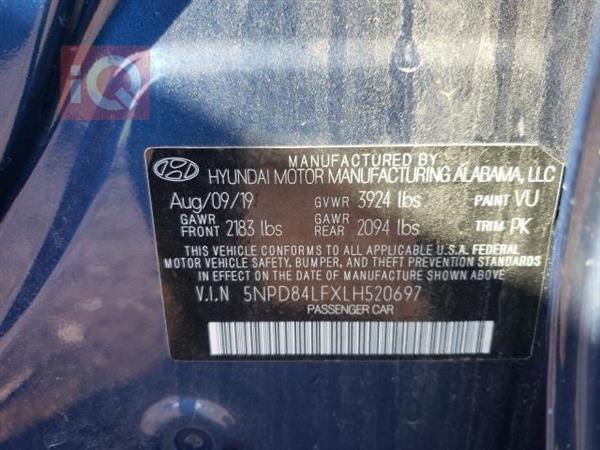 iQ
MANUFACTURED BY
HYUNDAI MOTOR MANUFACTURING ALABAMA, LLC
Aug/09/19 GVWR 3924 lbs PAINT VU
GAWR FRONT 2183 lbs GAWR REAR 2094 lbs TRIM PK
THIS VEHICLE CONFORMS TO ALL APPLICABLE U.S.A. FEDERAL
MOTOR VEHICLE SAFETY, BUMPER, AND THEFT PREVENTION STANDARDS
IN EFFECT ON THE DATE OF MANUFACTURE SHOWN ABOVE
V.I.N 5NPD84LFXLH520697
PASSENGER CAR